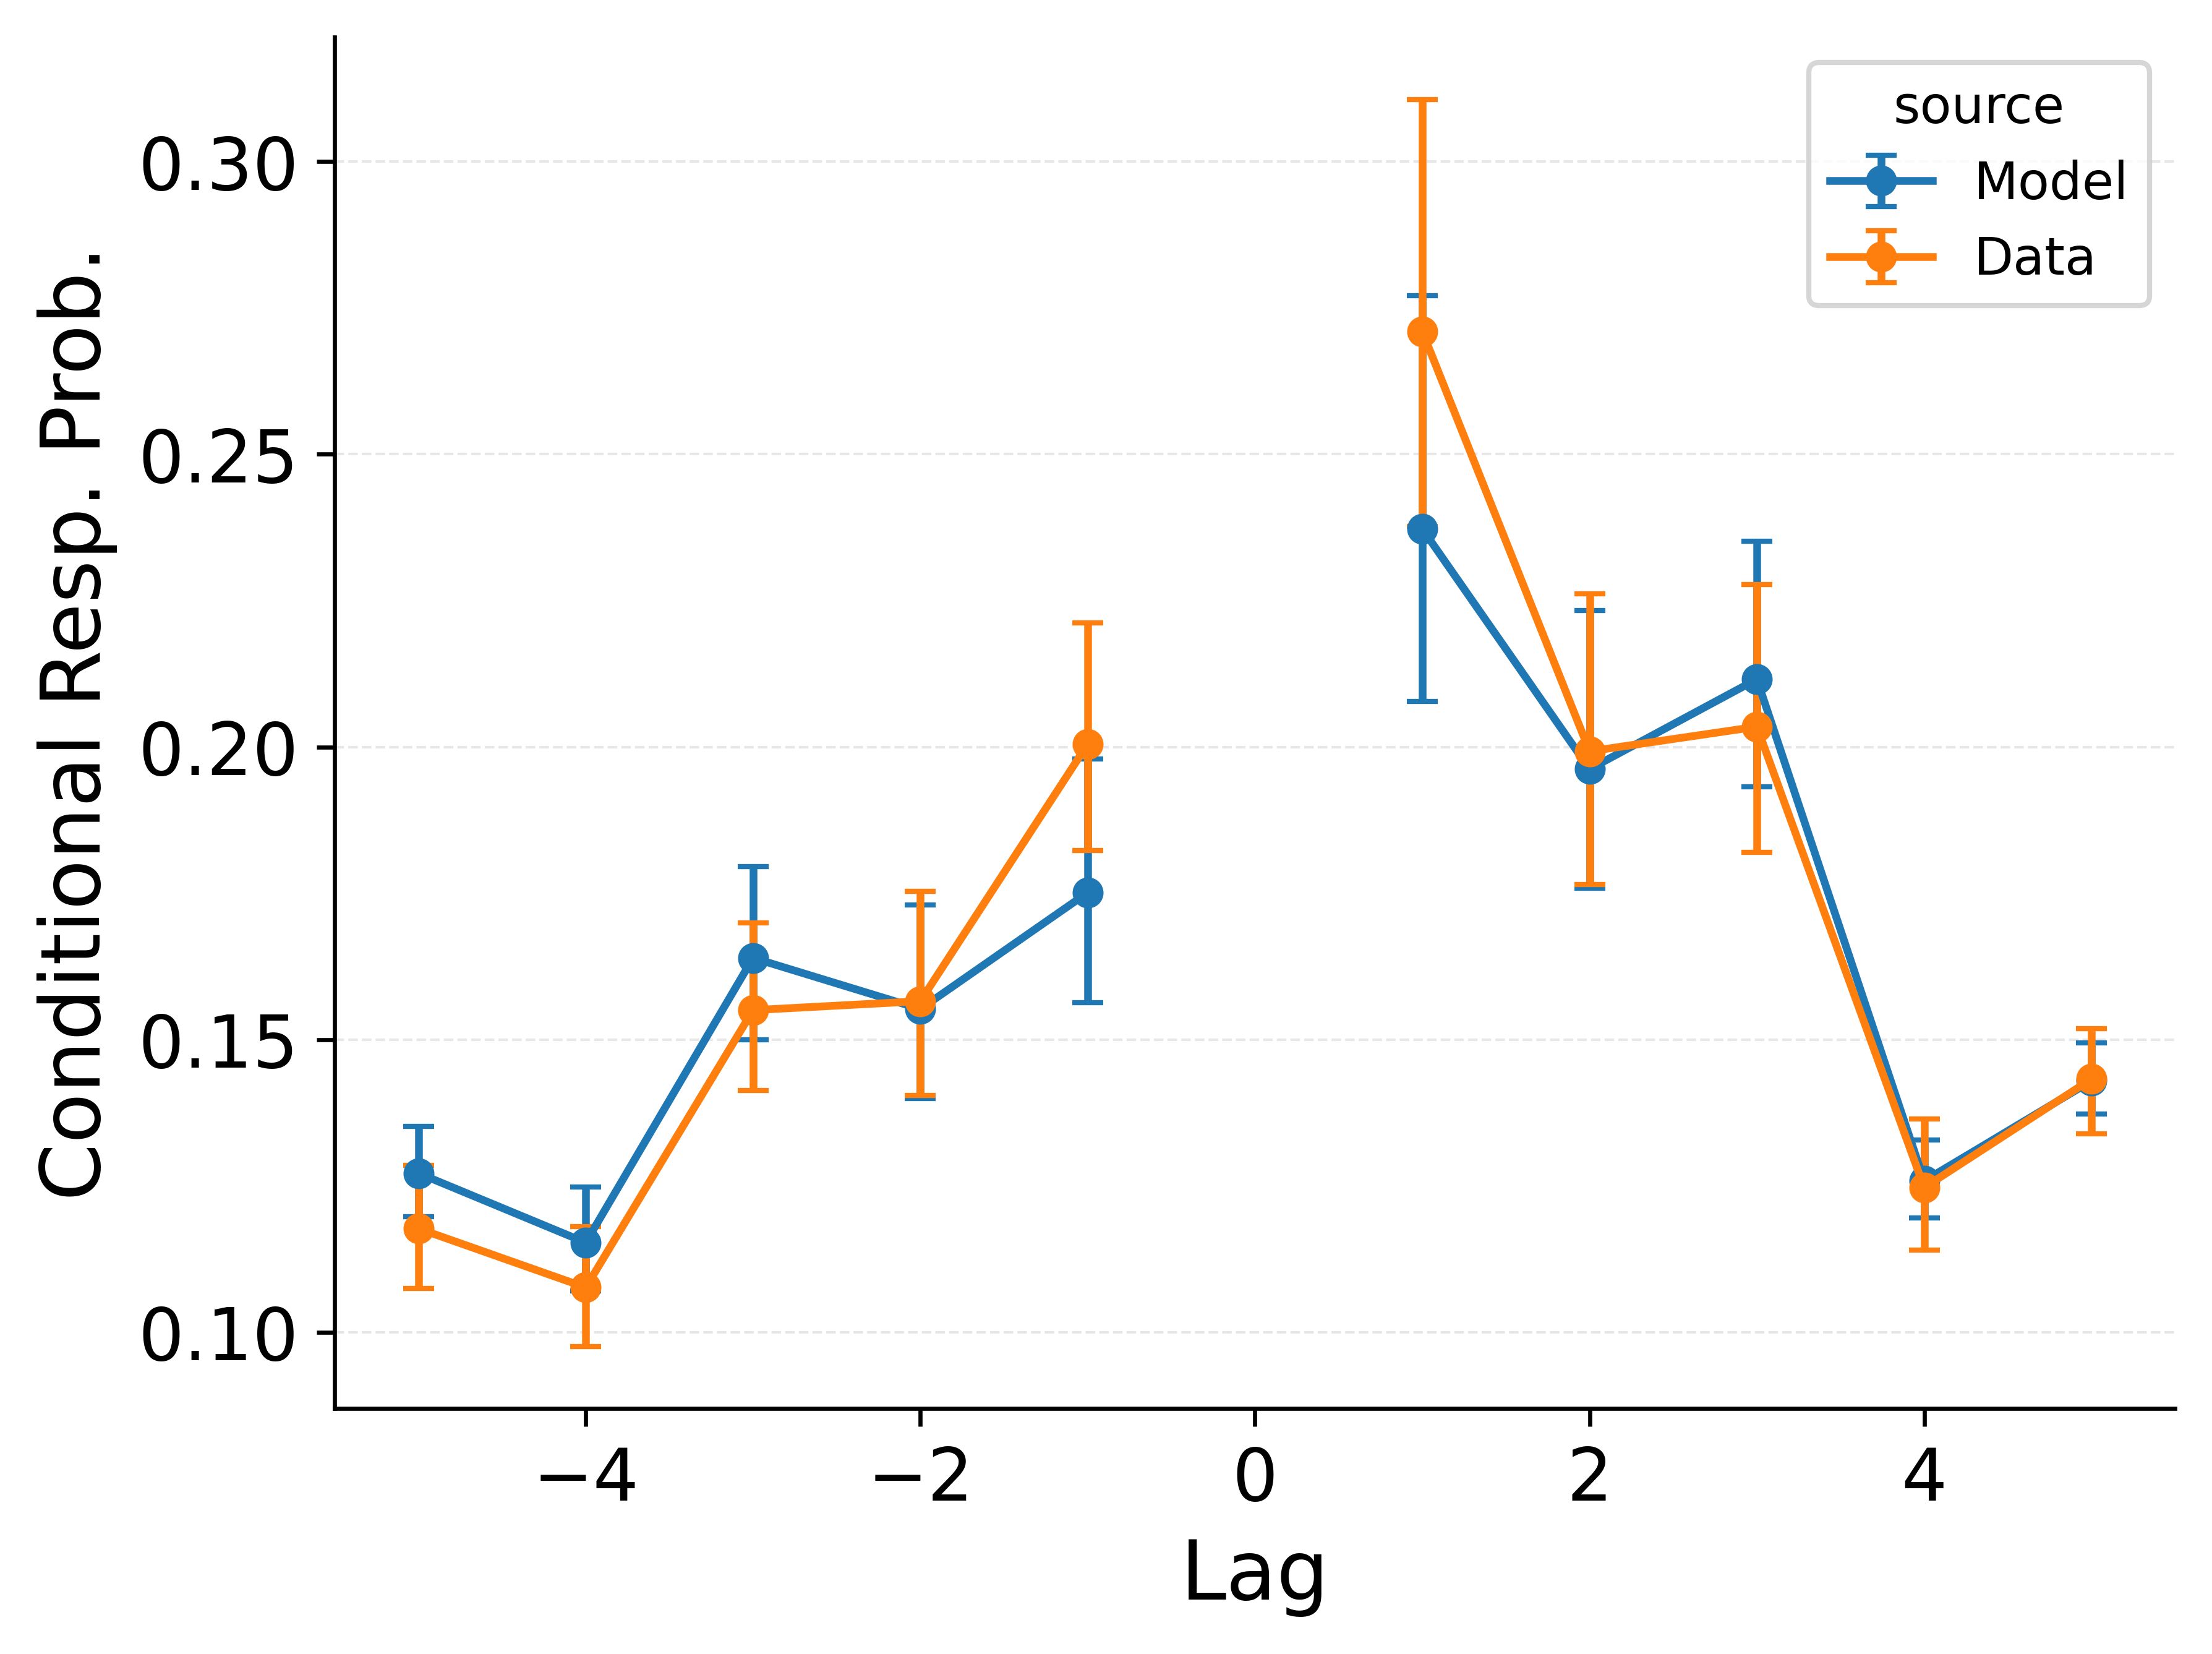 source
Model
Data
0.30
0.25
0.20
0.15
0.10
Conditional Resp. Prob.
−4 −2 0 2 4
Lag